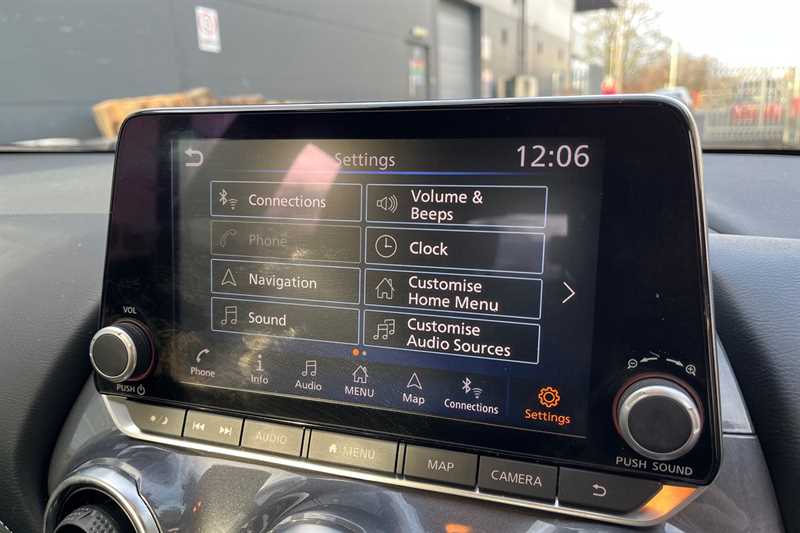 Settings
12:06
Connections
Volume &
Beeps
Phone
Clock
Navigation
Customise
Home Menu
Sound
Customise
Audio Sources
VOL
PUSH
Phone
Info
Audio
MENU
Map
Connections
Settings
PUSH SOUND
AUDIO
MENU
MAP
CAMERA